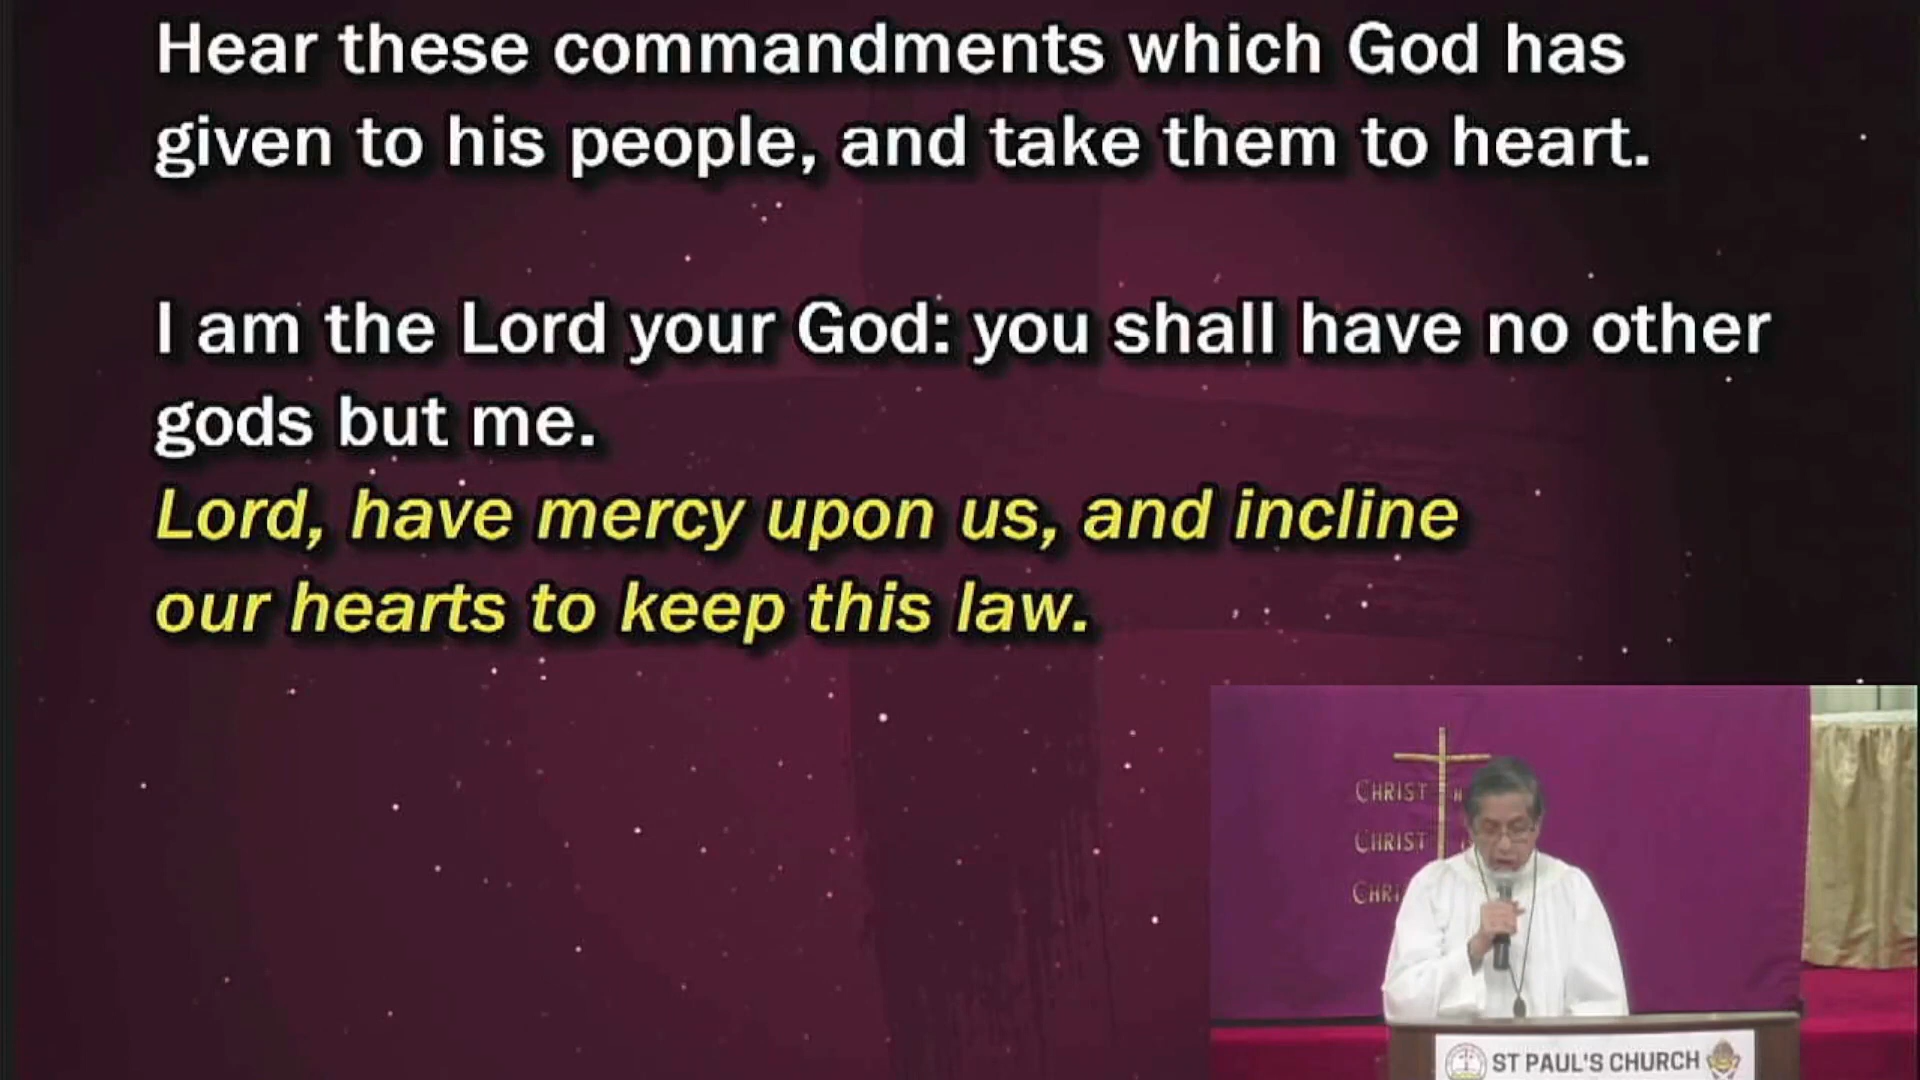 Hear these commandments which God has
given to his people, and take them to heart.
I am the Lord your God: you shall have no other
gods but me.
Lord, have mercy upon us, and incline
our hearts to keep this law.
CHRIST
CHRIST
ST PAUL'S CHURCH